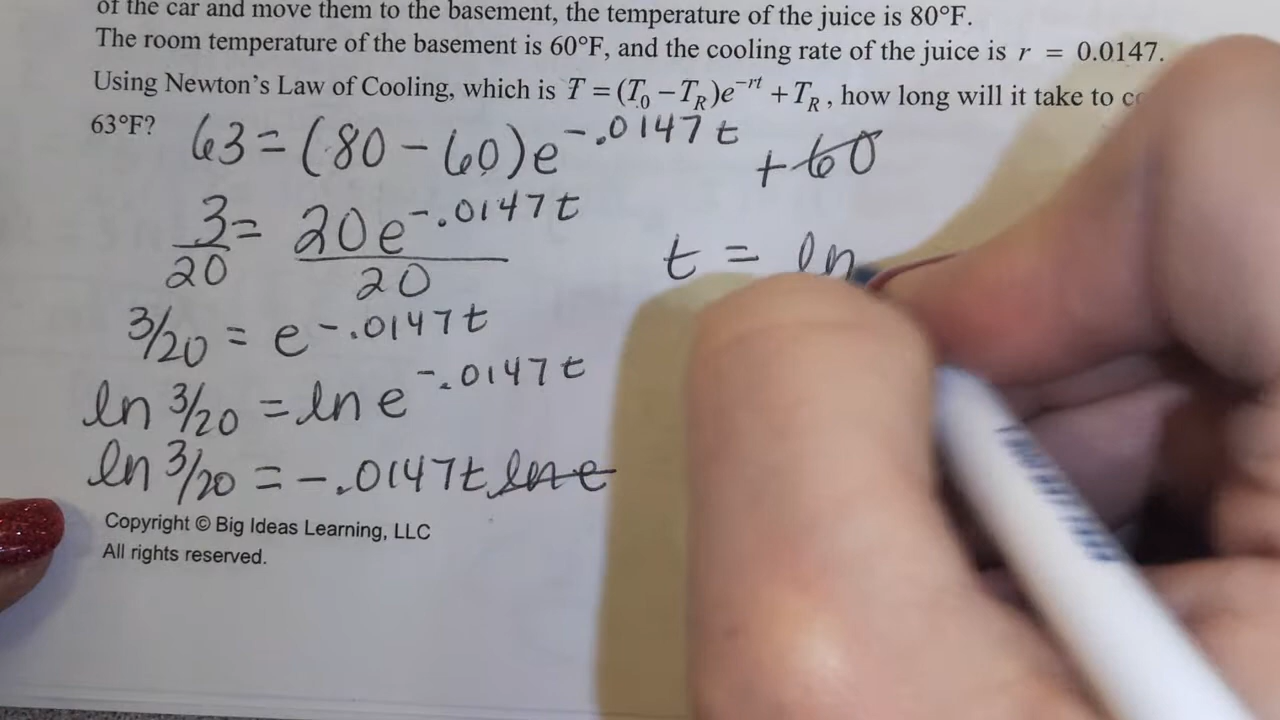 of the car and move them to the basement, the temperature of the juice is 80°F.
The room temperature of the basement is 60°F, and the cooling rate of the juice is r = 0.0147.
Using Newton's Law of Cooling, which is T = (T₀ − T_R)e^{−rt} + T_R, how long will it take to
63°F?
63 = (80 − 60)e^{−.0147t} + 60
3/20 = 20e^{−.0147t}/20
3/20 = e^{−.0147t}
ln 3/20 = ln e^{−.0147t}
ln 3/20 = −.0147t ln e
t = ln
Copyright © Big Ideas Learning, LLC
All rights reserved.